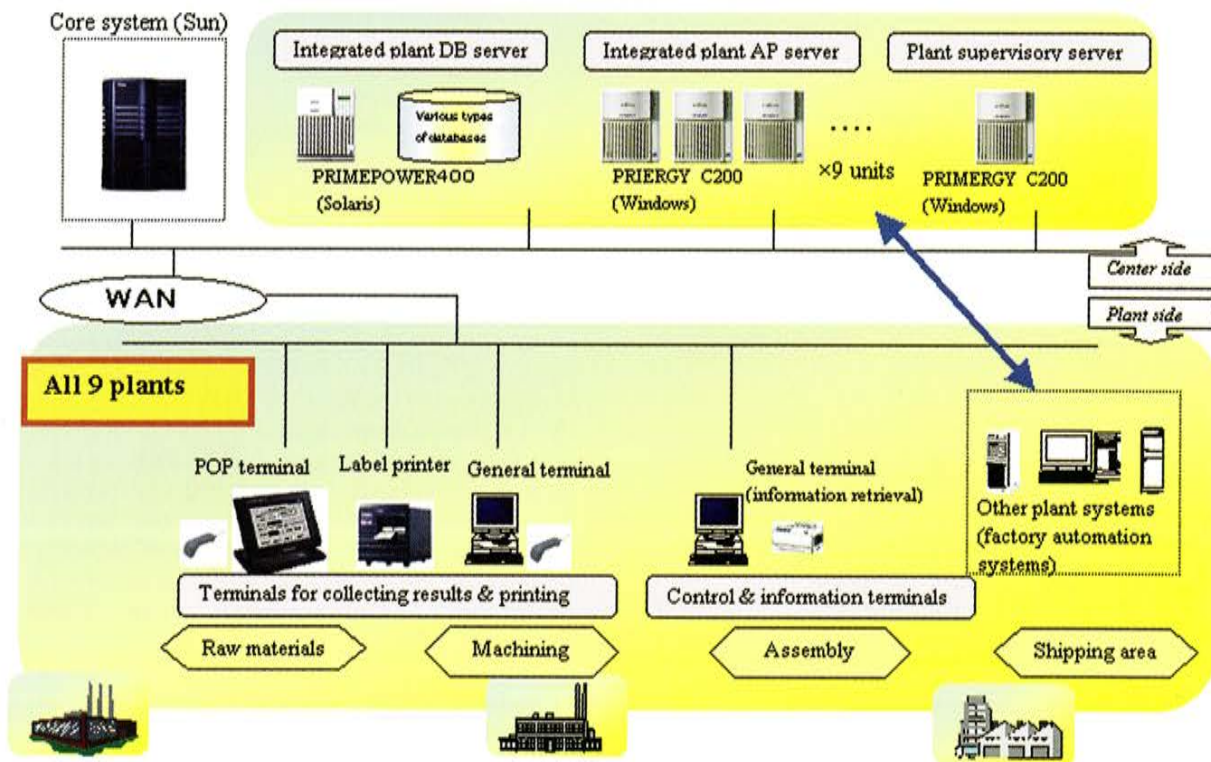 Core system (Sun)
Integrated plant DB server
Integrated plant AP server
Plant supervisory server
Various types
of databases
PRIMEPOWER400
(Solaris)
PRIERGY C200
(Windows)
....
×9 units
PRIMERGY C200
(Windows)
Center side
WAN
Plant side
All 9 plants
POP terminal
Label printer
General terminal
General terminal
(information retrieval)
Other plant systems
(factory automation
systems)
Terminals for collecting results & printing
Control & information terminals
Raw materials
Machining
Assembly
Shipping area